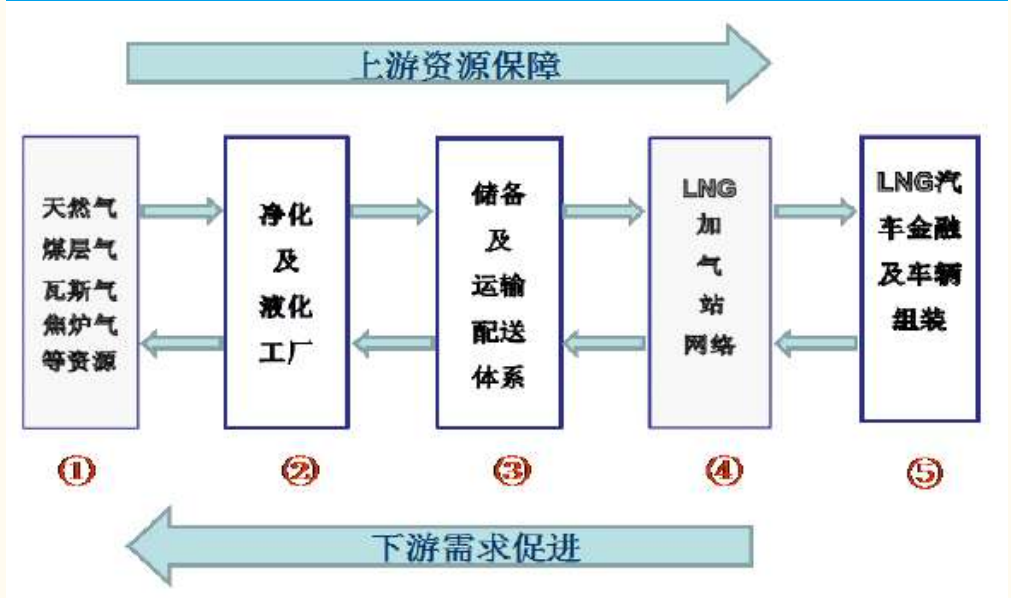 上游资源保障
天然气
煤层气
瓦斯气
焦炉气
等资源
净化
及
液化
工厂
储备
及
运输
配送
体系
LNG
加
气
站
网络
LNG汽
车金融
及车辆
组装
①
②
③
④
⑤
下游需求促进